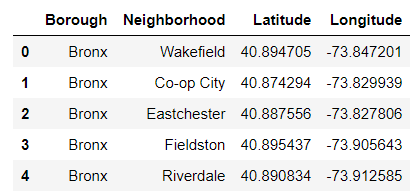 Borough Neighborhood Latitude Longitude
0 Bronx Wakefield 40.894705 -73.847201
1 Bronx Co-op City 40.874294 -73.829939
2 Bronx Eastchester 40.887556 -73.827806
3 Bronx Fieldston 40.895437 -73.905643
4 Bronx Riverdale 40.890834 -73.912585